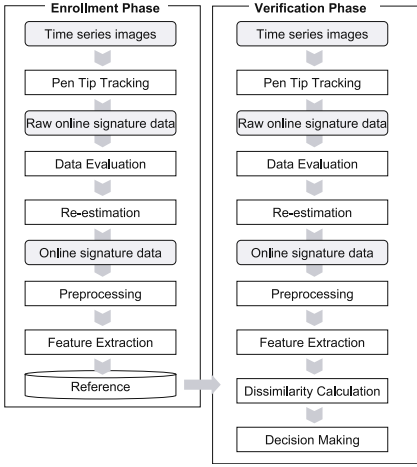 Enrollment Phase
Time series images
Pen Tip Tracking
Raw online signature data
Data Evaluation
Re-estimation
Online signature data
Preprocessing
Feature Extraction
Reference
Verification Phase
Time series images
Pen Tip Tracking
Raw online signature data
Data Evaluation
Re-estimation
Online signature data
Preprocessing
Feature Extraction
Dissimilarity Calculation
Decision Making